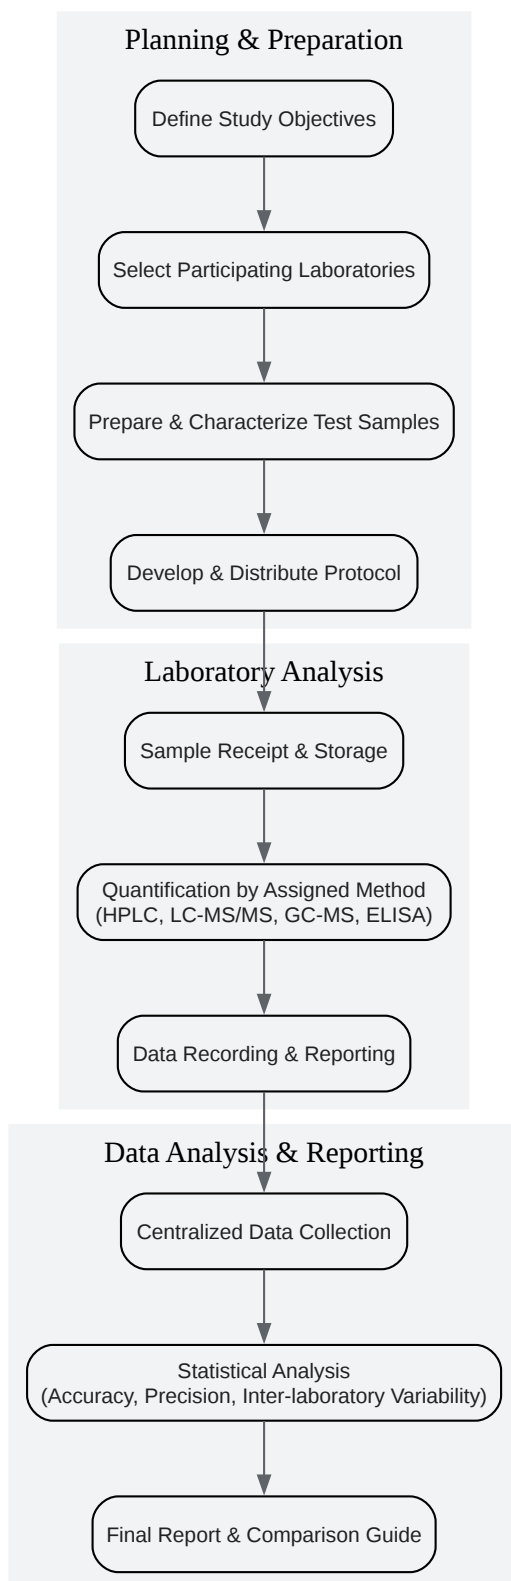 Planning & Preparation
Define Study Objectives
Select Participating Laboratories
Prepare & Characterize Test Samples
Develop & Distribute Protocol
Laboratory Analysis
Sample Receipt & Storage
Quantification by Assigned Method
(HPLC, LC-MS/MS, GC-MS, ELISA)
Data Recording & Reporting
Data Analysis & Reporting
Centralized Data Collection
Statistical Analysis
(Accuracy, Precision, Inter-laboratory Variability)
Final Report & Comparison Guide